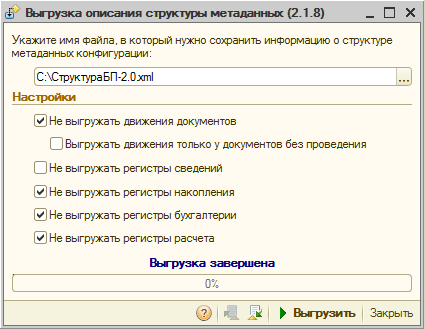 Выгрузка описания структуры метаданных (2.1.8)
Укажите имя файла, в который нужно сохранить информацию о структуре
метаданных конфигурации:
C:\СтруктураБП-2.0.xml
...
Настройки
Не выгружать движения документов
Не выгружать движения только у документов без проведения
Не выгружать регистры сведений
Не выгружать регистры накопления
Не выгружать регистры бухгалтерии
Не выгружать регистры расчета
Выгрузка завершена
0%
? Выгрузить Закрыть